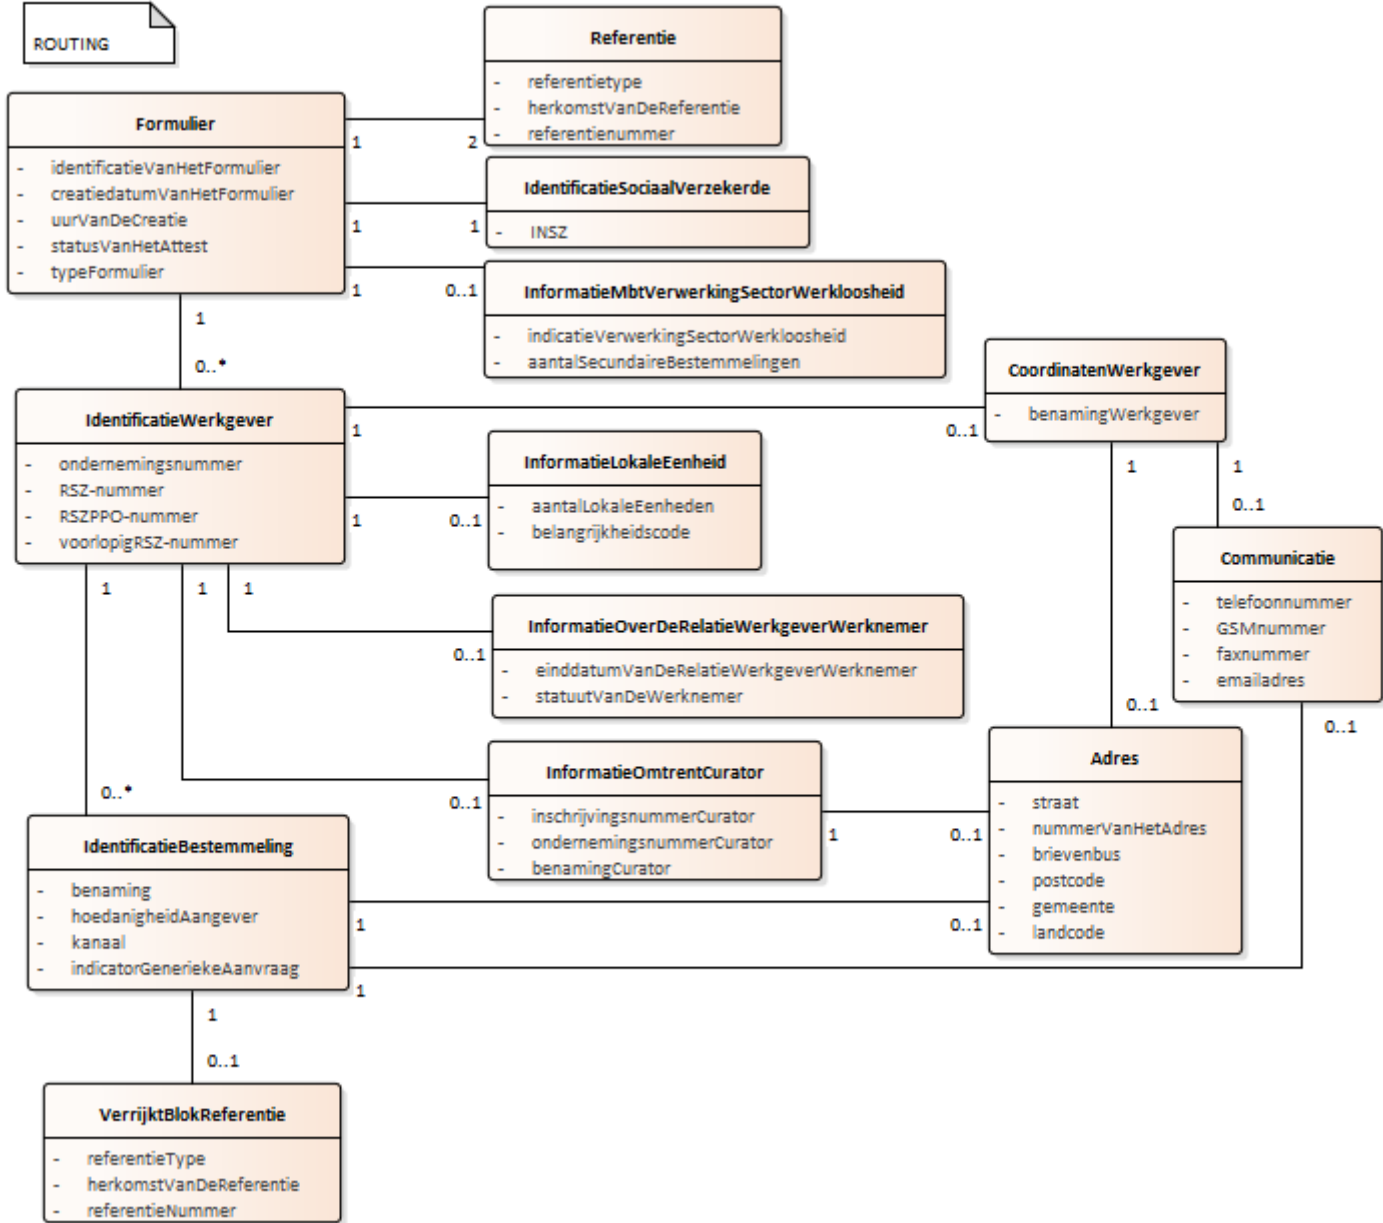 ROUTING
Referentie
- referentietype
- herkomstVanDeReferentie
- referentienummer
Formulier
- identificatieVanHetFormulier
- creatiedatumVanHetFormulier
- uurVanDeCreatie
- statusVanHetAttest
- typeFormulier
1
2
IdentificatieSociaalVerzekerde
- INSZ
1
1
InformatieMbtVerwerkingSectorWerkloosheid
- indicatieVerwerkingSectorWerkloosheid
- aantalSecundaireBestemmelingen
1
0..1
1
0..*
CoordinatenWerkgever
- benamingWerkgever
IdentificatieWerkgever
- ondernemingsnummer
- RSZ-nummer
- RSZPPO-nummer
- voorlopigRSZ-nummer
1
0..1
InformatieLokaleEenheid
- aantalLokaleEenheden
- belangrijkheidscode
1
0..1
1
1
0..1
Communicatie
- telefoonnummer
- GSMnummer
- faxnummer
- emailadres
1
1
1
InformatieOverDeRelatieWerkgeverWerknemer
- einddatumVanDeRelatieWerkgeverWerknemer
- statuutVanDeWerknemer
0..1
0..1
0..1
InformatieOmtrentCurator
- inschrijvingsnummerCurator
- ondernemingsnummerCurator
- benamingCurator
0..1
Adres
- straat
- nummerVanHetAdres
- brievenbus
- postcode
- gemeente
- landcode
1
0..1
0..*
IdentificatieBestemmeling
- benaming
- hoedanigheidAangever
- kanaal
- indicatorGeneriekeAanvraag
1
0..1
1
1
0..1
VerrijktBlokReferentie
- referentieType
- herkomstVanDeReferentie
- referentieNummer